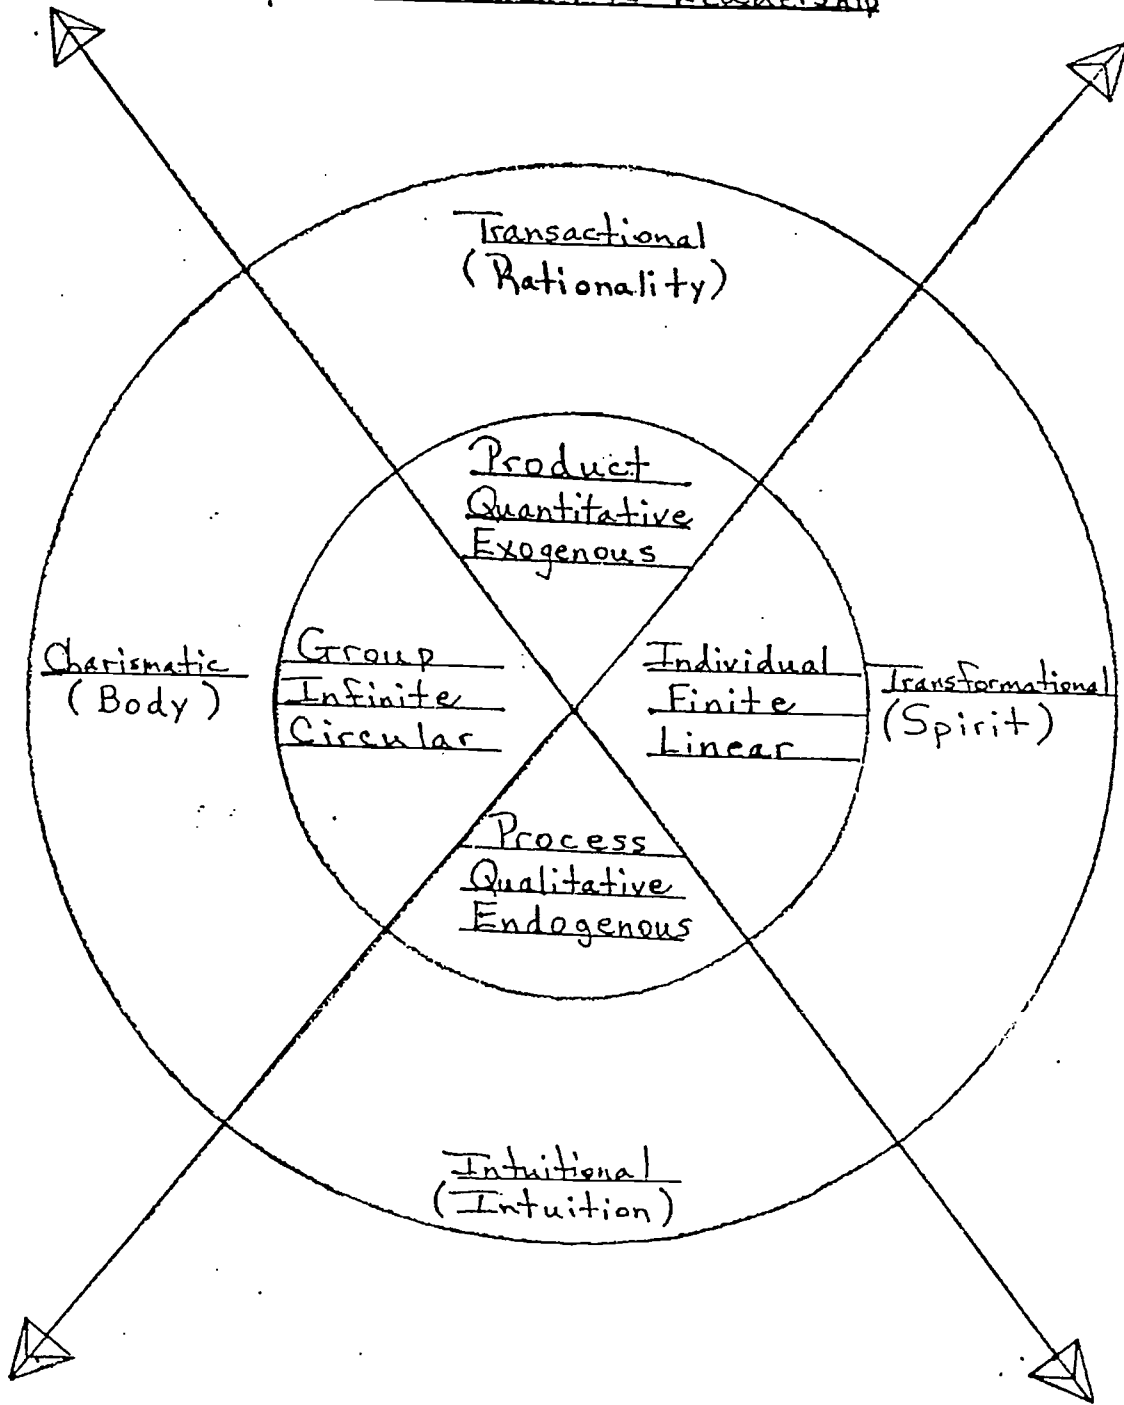 Leadership
Transactional
(Rationality)
Product
Quantitative
Exogenous
Charismatic
(Body)
Group
Infinite
Circular
Individual
Finite
Linear
Transformational
(Spirit)
Process
Qualitative
Endogenous
Intuitional
(Intuition)